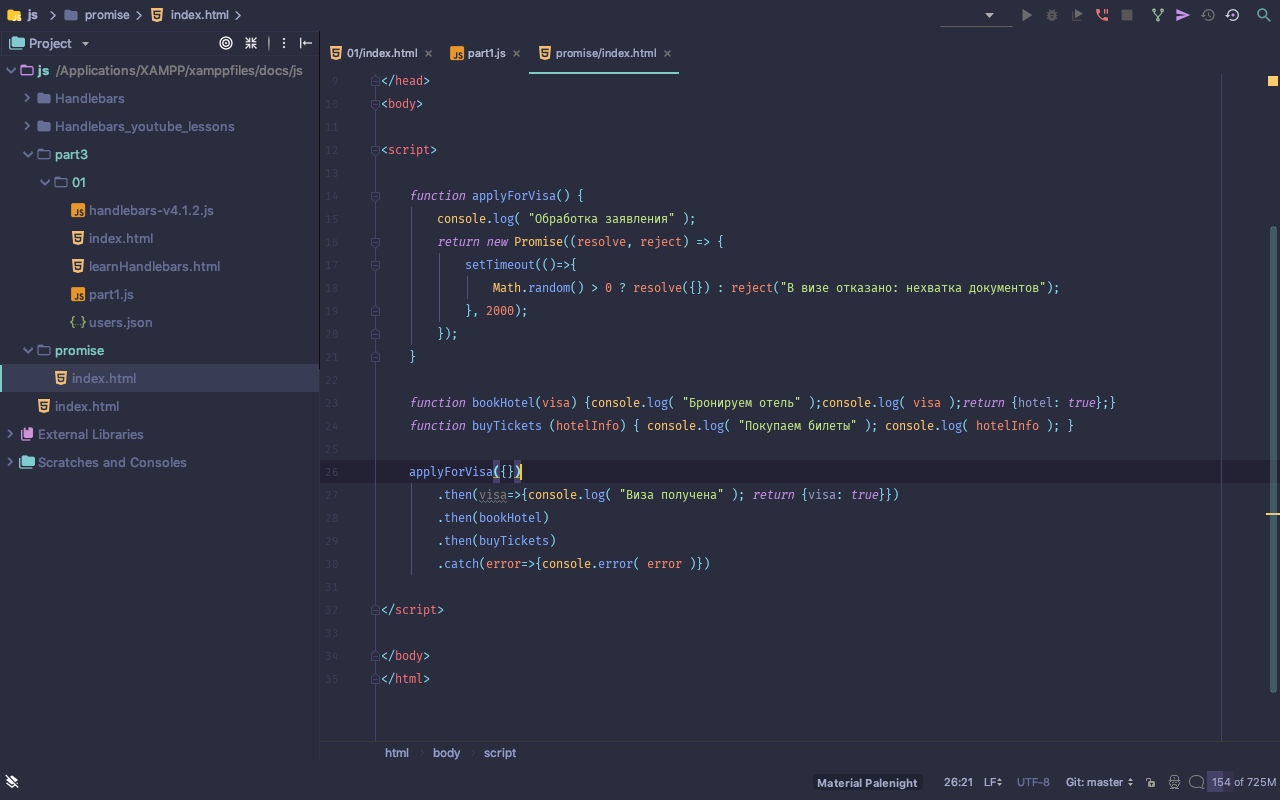 js promise index.html
Project
01/index.html part1.js promise/index.html
js /Applications/XAMPP/xamppfiles/docs/js
Handlebars
Handlebars_youtube_lessons
part3
01
handlebars-v4.1.2.js
index.html
learnHandlebars.html
part1.js
users.json
promise
index.html
index.html
External Libraries
Scratches and Consoles
9 </head>
10 <body>
11
12 <script>
13
14 function applyForVisa() {
15 console.log( "Обработка заявления" );
16 return new Promise((resolve, reject) => {
17 setTimeout(()=>{
18 Math.random() > 0 ? resolve({}) : reject("В визе отказано: нехватка документов");
19 }, 2000);
20 });
21 }
22
23 function bookHotel(visa) {console.log( "Бронируем отель" );console.log( visa );return {hotel: true};}
24 function buyTickets (hotelInfo) { console.log( "Покупаем билеты" ); console.log( hotelInfo ); }
25
26 applyForVisa({})
27 .then(visa=>{console.log( "Виза получена" ); return {visa: true}})
28 .then(bookHotel)
29 .then(buyTickets)
30 .catch(error=>{console.error( error )})
31
32 </script>
33
34 </body>
35 </html>
html body script
Material Palenight 26:21 LF UTF-8 Git: master 154 of 725M